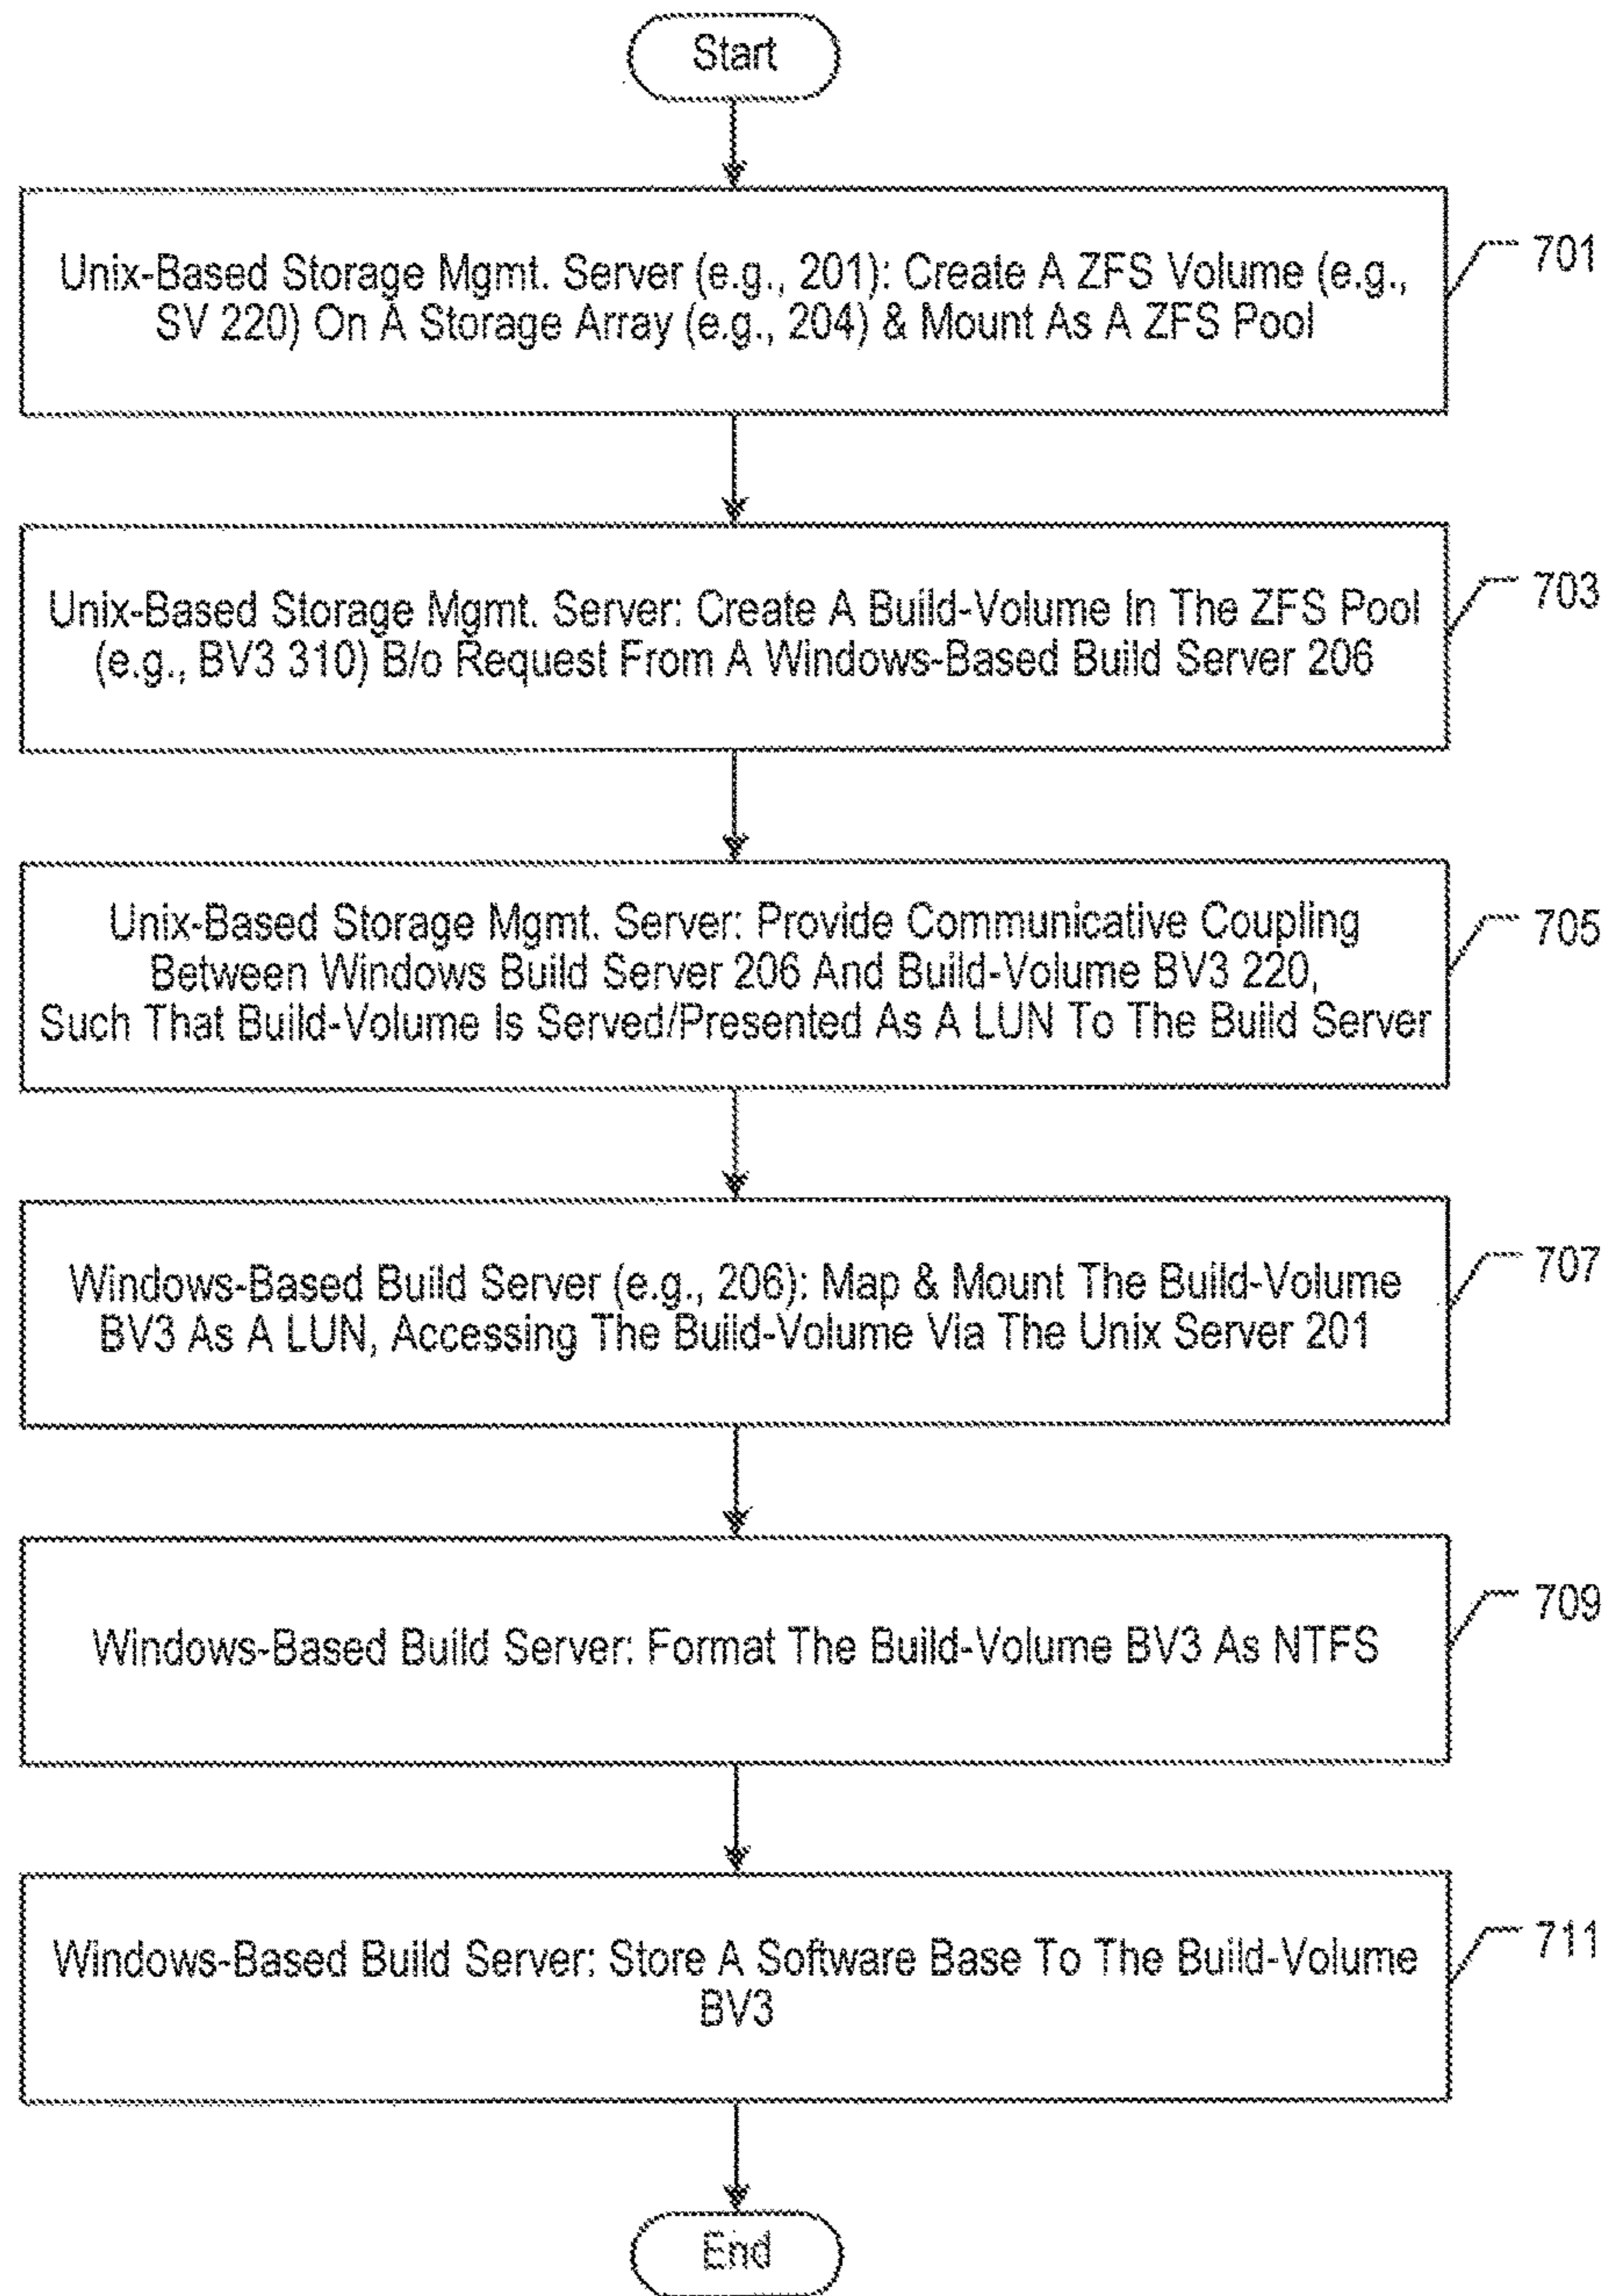 Start
Unix-Based Storage Mgmt. Server (e.g., 201): Create A ZFS Volume (e.g.,
SV 220) On A Storage Array (e.g., 204) & Mount As A ZFS Pool
701
Unix-Based Storage Mgmt. Server: Create A Build-Volume In The ZFS Pool
(e.g., BV3 310) B/o Request From A Windows-Based Build Server 206
703
Unix-Based Storage Mgmt. Server: Provide Communicative Coupling
Between Windows Build Server 206 And Build-Volume BV3 220,
Such That Build-Volume Is Served/Presented As A LUN To The Build Server
705
Windows-Based Build Server (e.g., 206): Map & Mount The Build-Volume
BV3 As A LUN, Accessing The Build-Volume Via The Unix Server 201
707
Windows-Based Build Server: Format The Build-Volume BV3 As NTFS
709
Windows-Based Build Server: Store A Software Base To The Build-Volume
BV3
711
End